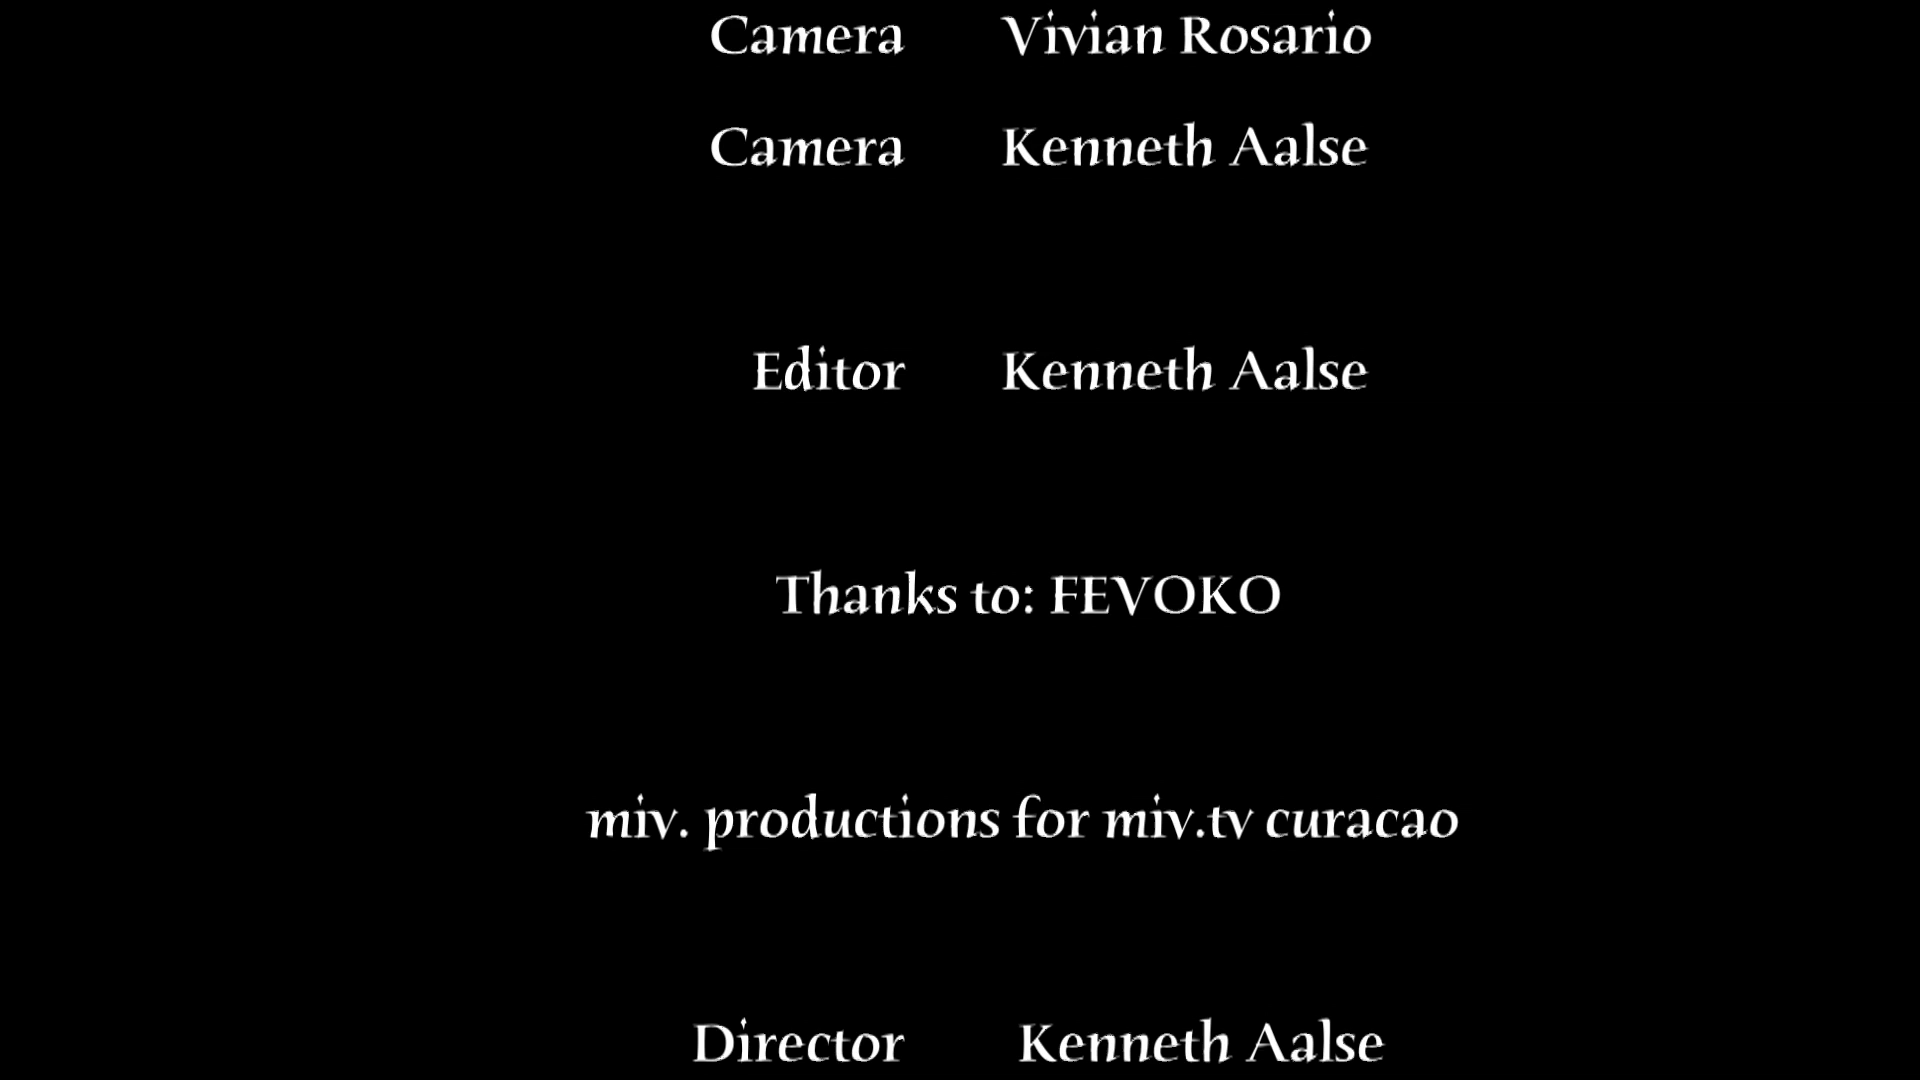 Camera Vivian Rosario
Camera Kenneth Aalse
Editor Kenneth Aalse
Thanks to: FEVOKO
miv. productions for miv.tv curacao
Director Kenneth Aalse